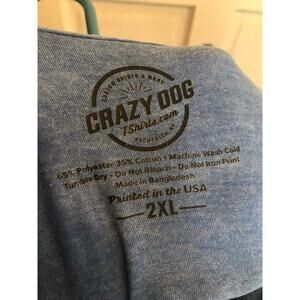 CUSTOM SHIRTS & MORE
CRAZY DOG
TShirts.com
ROCHESTER, NY
65% Polyester 35% Cotton • Machine Wash Cold
Tumble Dry - Do Not Bleach - Do Not Iron Print
Made in Bangladesh
Printed in the USA
2XL